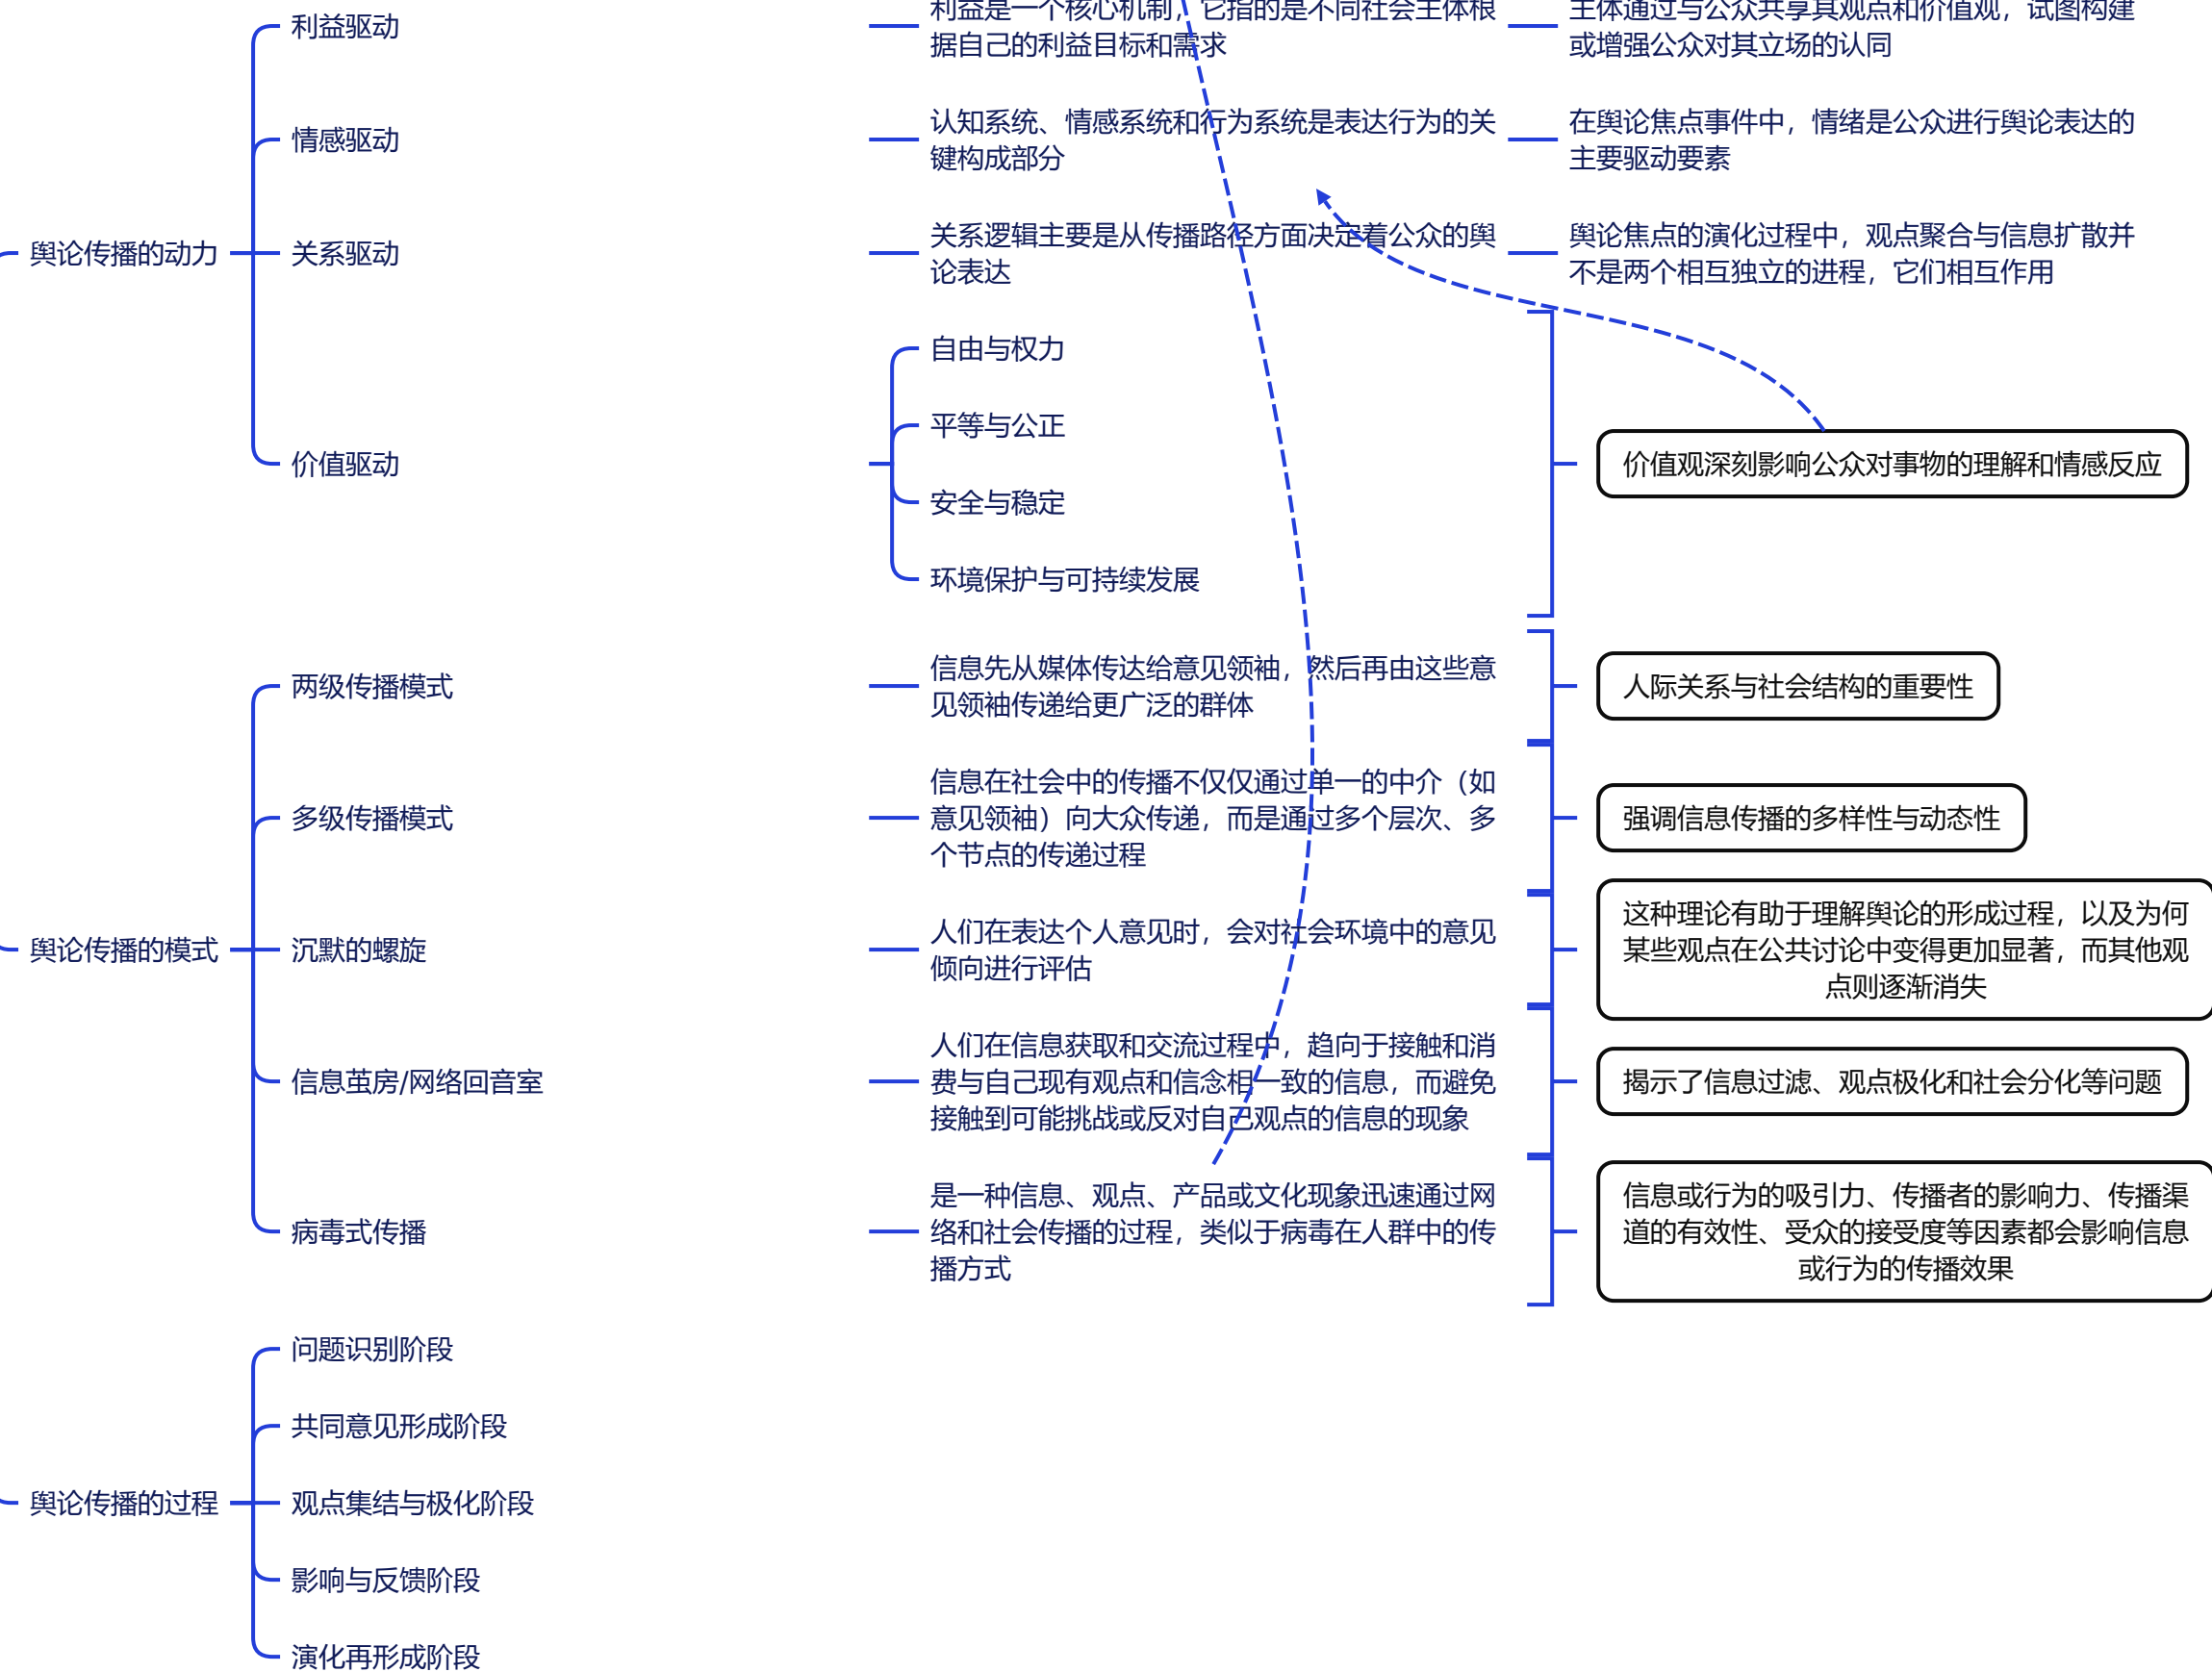 舆论传播的动力
利益驱动
利益是一个核心机制，它指的是不同社会主体根
据自己的利益目标和需求
主体通过与公众共享其观点和价值观，试图构建
或增强公众对其立场的认同
情感驱动
认知系统、情感系统和行为系统是表达行为的关
键构成部分
在舆论焦点事件中，情绪是公众进行舆论表达的
主要驱动要素
关系驱动
关系逻辑主要是从传播路径方面决定着公众的舆
论表达
舆论焦点的演化过程中，观点聚合与信息扩散并
不是两个相互独立的进程，它们相互作用
价值驱动
自由与权力
平等与公正
安全与稳定
环境保护与可持续发展
价值观深刻影响公众对事物的理解和情感反应
舆论传播的模式
两级传播模式
信息先从媒体传达给意见领袖，然后再由这些意
见领袖传递给更广泛的群体
人际关系与社会结构的重要性
多级传播模式
信息在社会中的传播不仅仅通过单一的中介（如
意见领袖）向大众传递，而是通过多个层次、多
个节点的传递过程
强调信息传播的多样性与动态性
沉默的螺旋
人们在表达个人意见时，会对社会环境中的意见
倾向进行评估
这种理论有助于理解舆论的形成过程，以及为何
某些观点在公共讨论中变得更加显著，而其他观
点则逐渐消失
信息茧房/网络回音室
人们在信息获取和交流过程中，趋向于接触和消
费与自己现有观点和信念相一致的信息，而避免
接触到可能挑战或反对自己观点的信息的现象
揭示了信息过滤、观点极化和社会分化等问题
病毒式传播
是一种信息、观点、产品或文化现象迅速通过网
络和社会传播的过程，类似于病毒在人群中的传
播方式
信息或行为的吸引力、传播者的影响力、传播渠
道的有效性、受众的接受度等因素都会影响信息
或行为的传播效果
舆论传播的过程
问题识别阶段
共同意见形成阶段
观点集结与极化阶段
影响与反馈阶段
演化再形成阶段